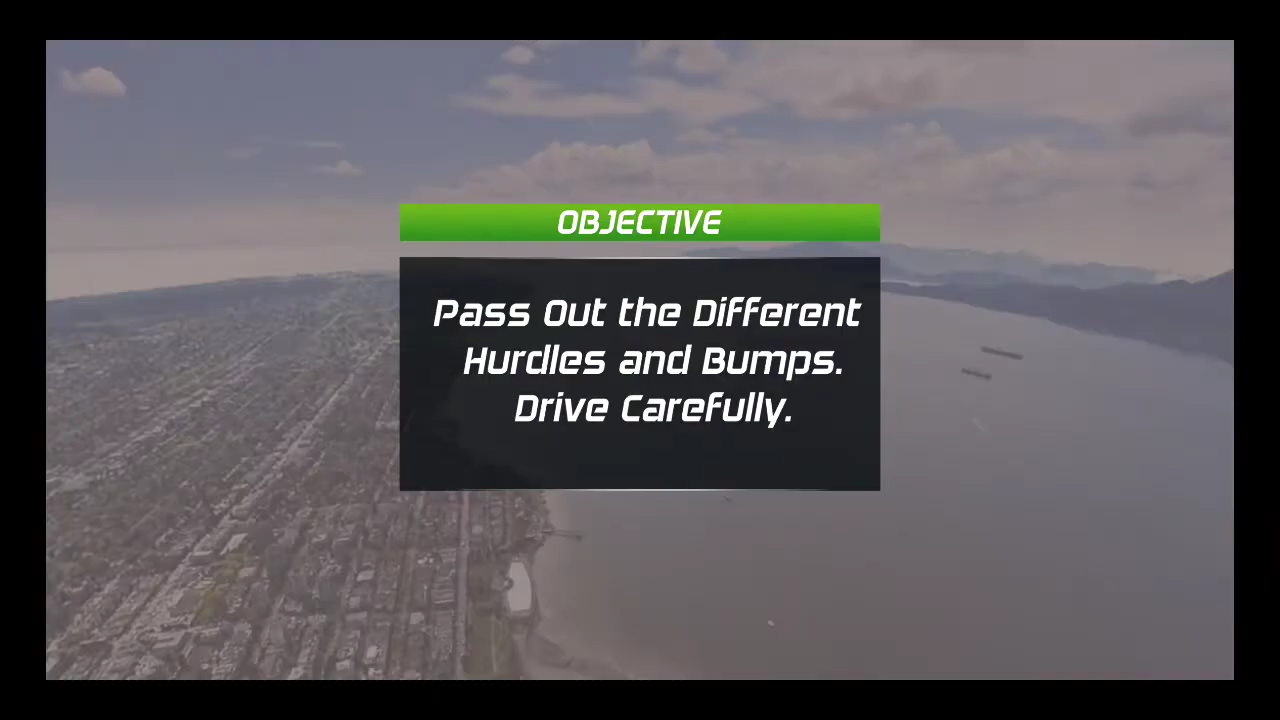 OBJECTIVE
Pass Out the Different
Hurdles and Bumps.
Drive Carefully.